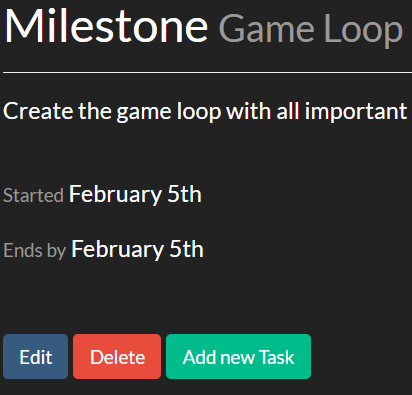 Milestone Game Loop
Create the game loop with all important
Started February 5th
Ends by February 5th
Edit Delete Add new Task